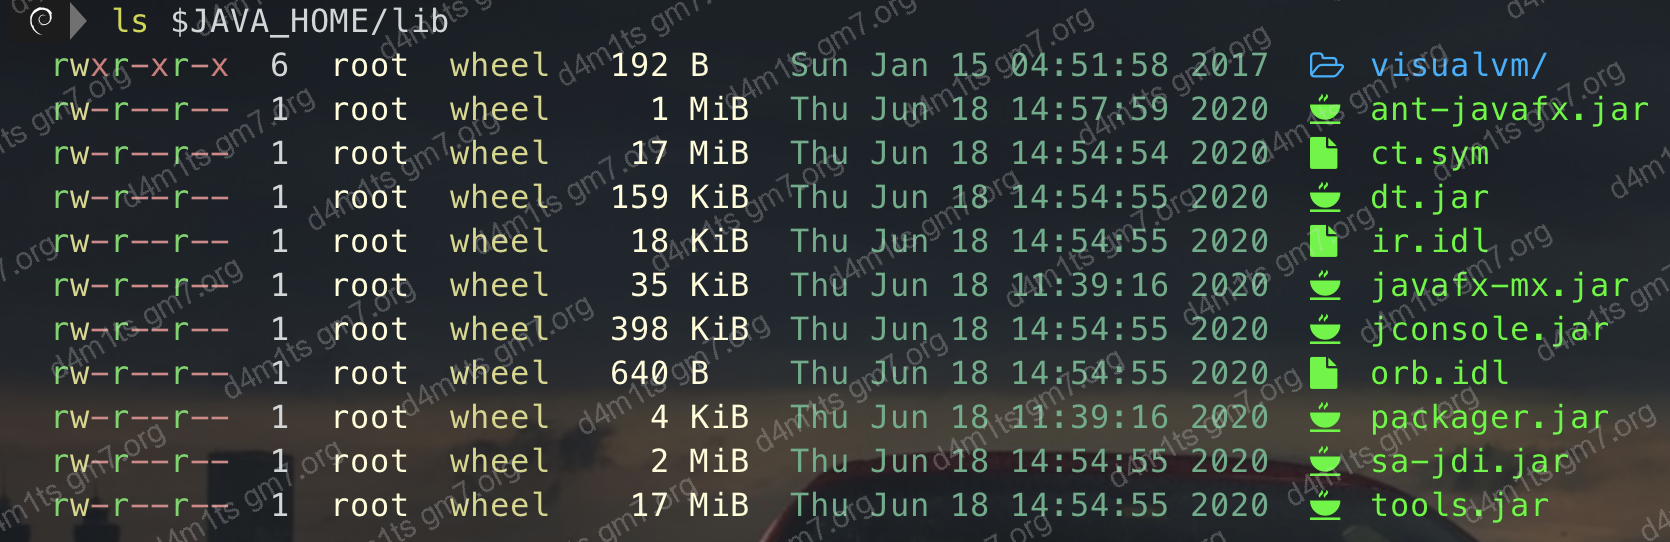 ls $JAVA_HOME/lib
rwxr-xr-x 6 root wheel 192 B Sun Jan 15 04:51:58 2017 visualvm/
rw-r--r-- 1 root wheel 1 MiB Thu Jun 18 14:57:59 2020 ant-javafx.jar
rw-r--r-- 1 root wheel 17 MiB Thu Jun 18 14:54:54 2020 ct.sym
rw-r--r-- 1 root wheel 159 KiB Thu Jun 18 14:54:55 2020 dt.jar
rw-r--r-- 1 root wheel 18 KiB Thu Jun 18 14:54:55 2020 ir.idl
rw-r--r-- 1 root wheel 35 KiB Thu Jun 18 11:39:16 2020 javafx-mx.jar
rw-r--r-- 1 root wheel 398 KiB Thu Jun 18 14:54:55 2020 jconsole.jar
rw-r--r-- 1 root wheel 640 B Thu Jun 18 14:54:55 2020 orb.idl
rw-r--r-- 1 root wheel 4 KiB Thu Jun 18 11:39:16 2020 packager.jar
rw-r--r-- 1 root wheel 2 MiB Thu Jun 18 14:54:55 2020 sa-jdi.jar
rw-r--r-- 1 root wheel 17 MiB Thu Jun 18 14:54:55 2020 tools.jar
d4m1ts gm7.org